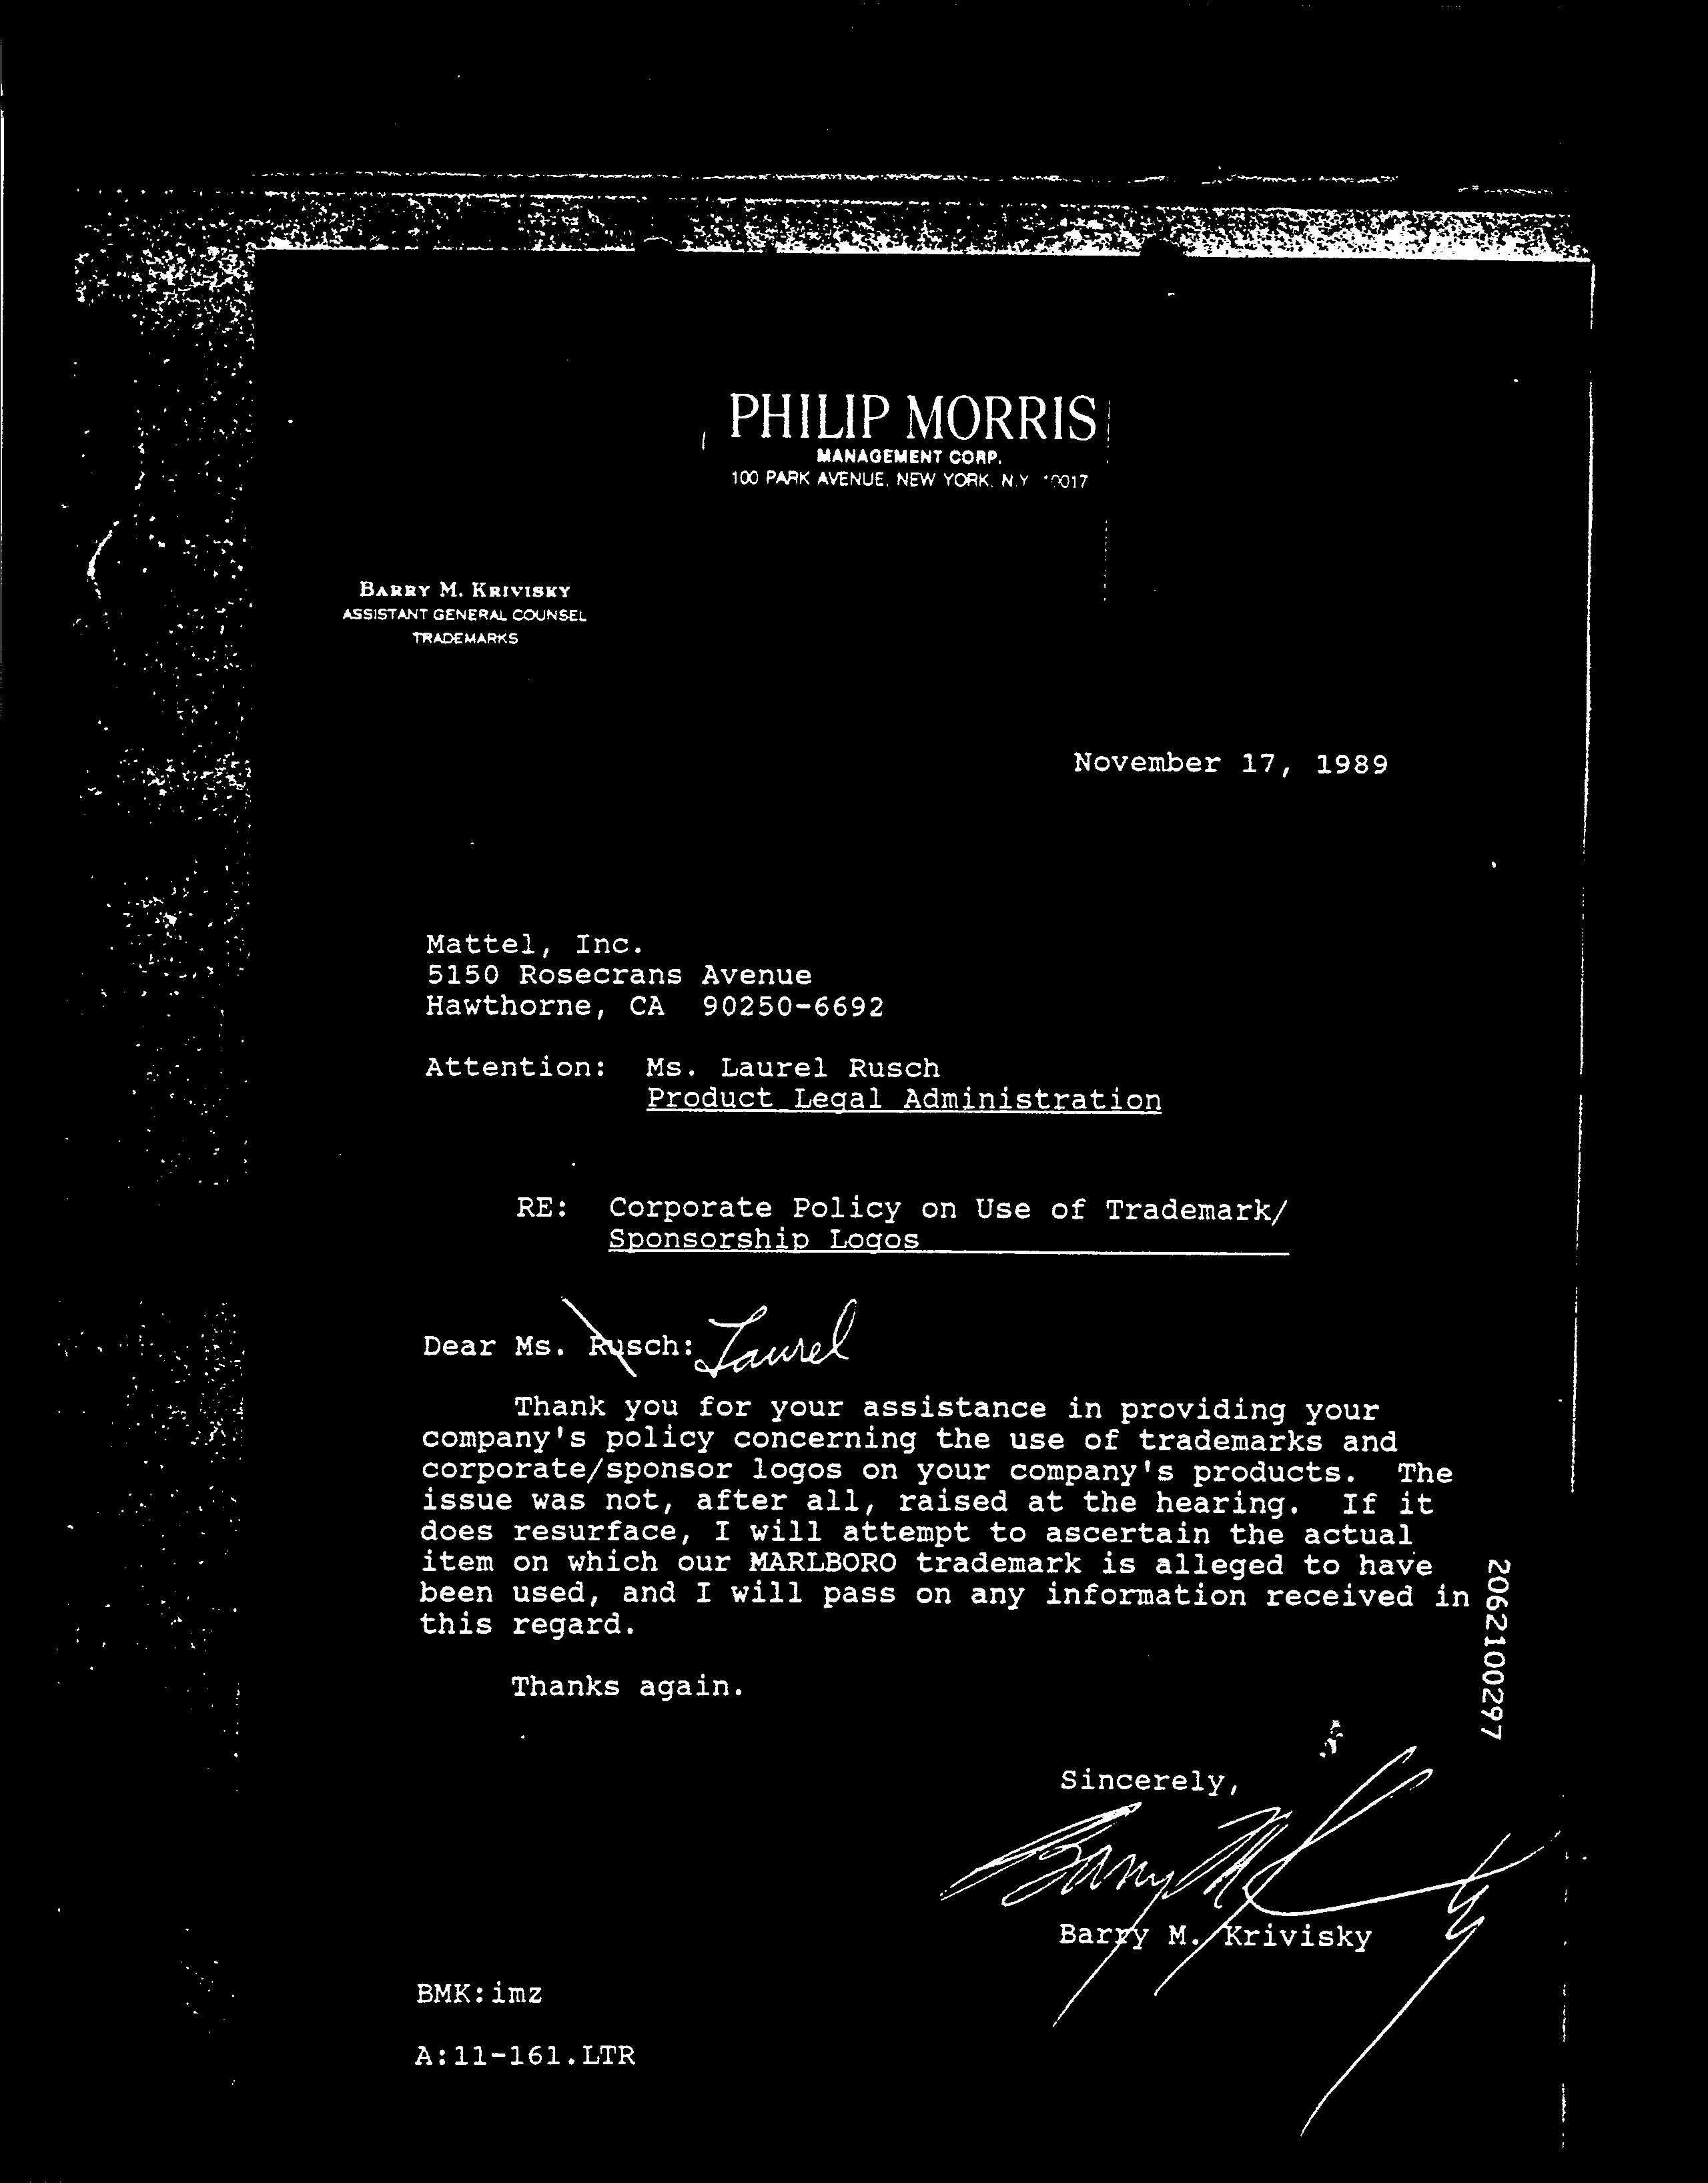 PHILIP MORRIS
MANAGEMENT CORP.
100 PARK AVENUE, NEW YORK, N.Y. 10017
BARRY M. KRIVISKY
ASSISTANT GENERAL COUNSEL
TRADEMARKS
November 17, 1989
Mattel, Inc.
5150 Rosecrans Avenue
Hawthorne, CA 90250-6692
Attention: Ms. Laurel Rusch
Product Legal Administration
RE: Corporate Policy on Use of Trademark/
Sponsorship Logos
Dear Ms. Rusch: Laurel
Thank you for your assistance in providing your
company's policy concerning the use of trademarks and
corporate/sponsor logos on your company's products. The
issue was not, after all, raised at the hearing. If it
does resurface, I will attempt to ascertain the actual
item on which our MARLBORO trademark is alleged to have
been used, and I will pass on any information received in
this regard.
Thanks again.
2062100297
Sincerely,
Barry M. Krivisky
Barry M. Krivisky
BMK:imz
A:11-161.LTR